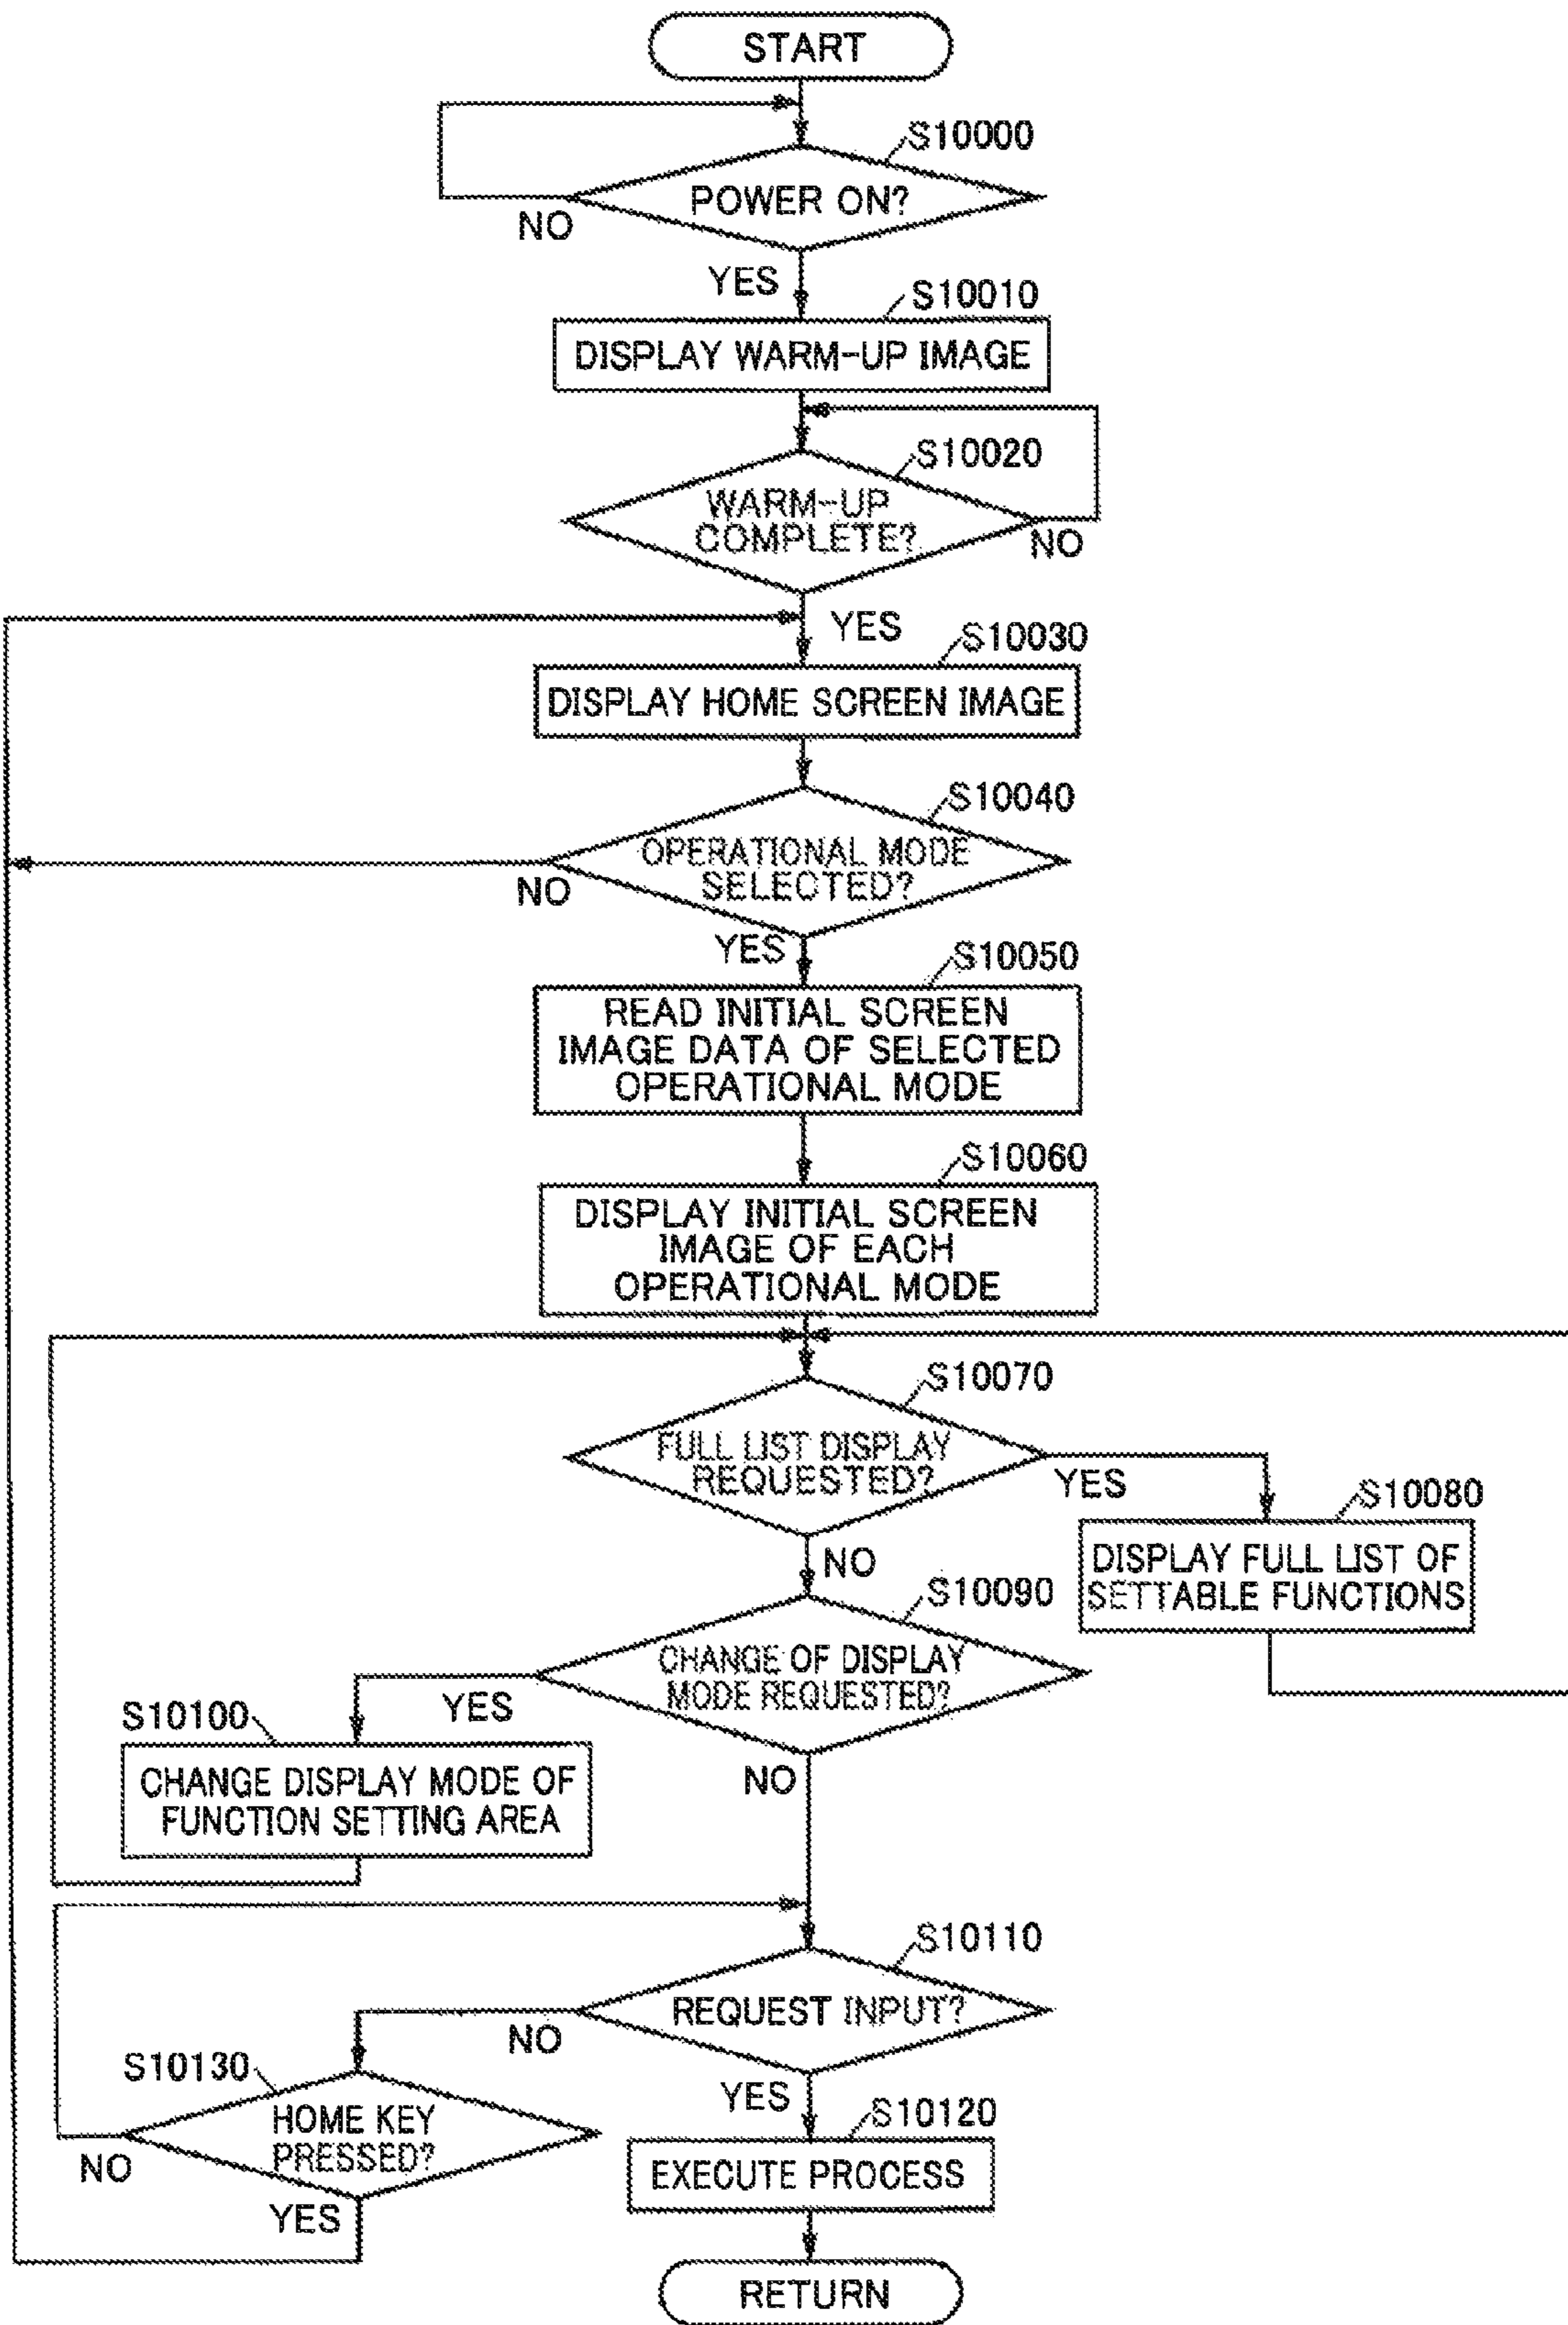 START
S10000
POWER ON?
NO
YES
S10010
DISPLAY WARM-UP IMAGE
S10020
WARM-UP
COMPLETE?
NO
YES
S10030
DISPLAY HOME SCREEN IMAGE
S10040
OPERATIONAL MODE
SELECTED?
NO
YES
S10050
READ INITIAL SCREEN
IMAGE DATA OF SELECTED
OPERATIONAL MODE
S10060
DISPLAY INITIAL SCREEN
IMAGE OF EACH
OPERATIONAL MODE
S10070
FULL LIST DISPLAY
REQUESTED?
YES
S10080
DISPLAY FULL LIST OF
SETTABLE FUNCTIONS
NO
S10090
CHANGE OF DISPLAY
MODE REQUESTED?
YES
S10100
CHANGE DISPLAY MODE OF
FUNCTION SETTING AREA
NO
S10110
REQUEST INPUT?
NO
S10130
HOME KEY
PRESSED?
NO
YES
YES
S10120
EXECUTE PROCESS
RETURN